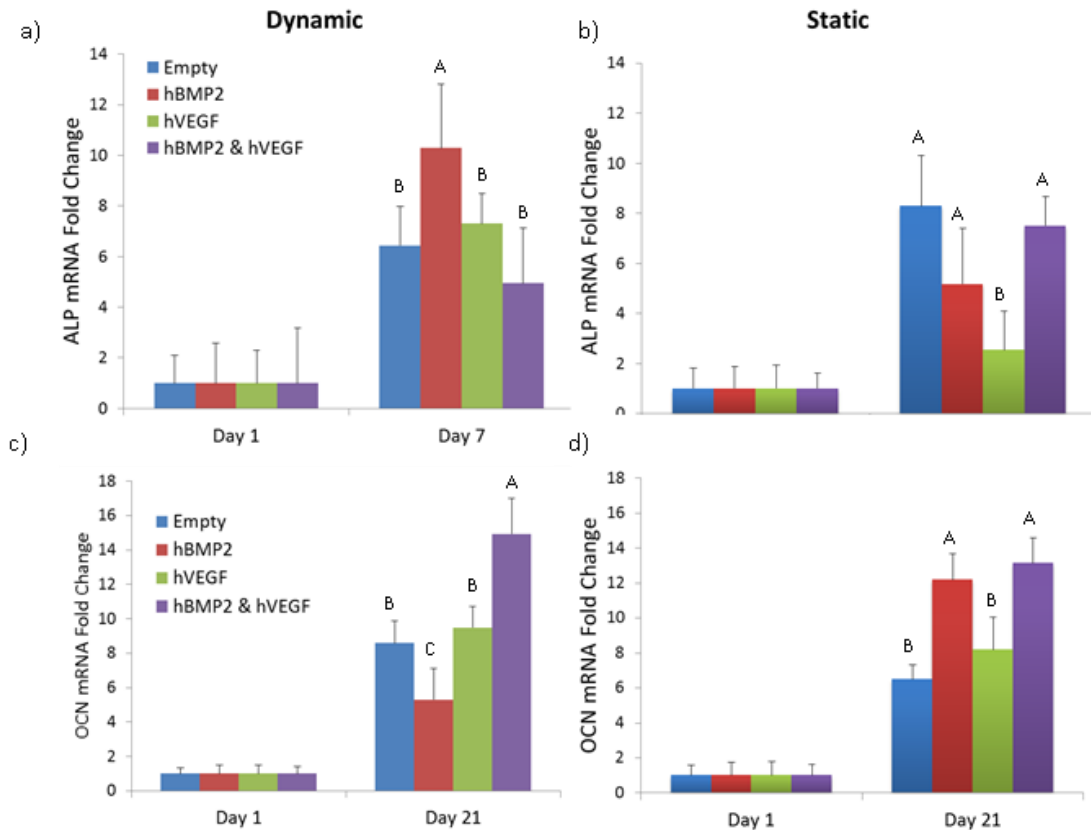 Dynamic
Static
a)
b)
ALP mRNA Fold Change
14
12
10
8
6
4
2
0
Empty
hBMP2
hVEGF
hBMP2 & hVEGF
B
A
B
B
Day 1
Day 7
ALP mRNA Fold Change
14
12
10
8
6
4
2
0
A
A
B
A
c)
d)
OCN mRNA Fold Change
18
16
14
12
10
8
6
4
2
0
Empty
hBMP2
hVEGF
hBMP2 & hVEGF
B
C
B
A
Day 1
Day 21
OCN mRNA Fold Change
18
16
14
12
10
8
6
4
2
0
B
A
B
A
Day 1
Day 21